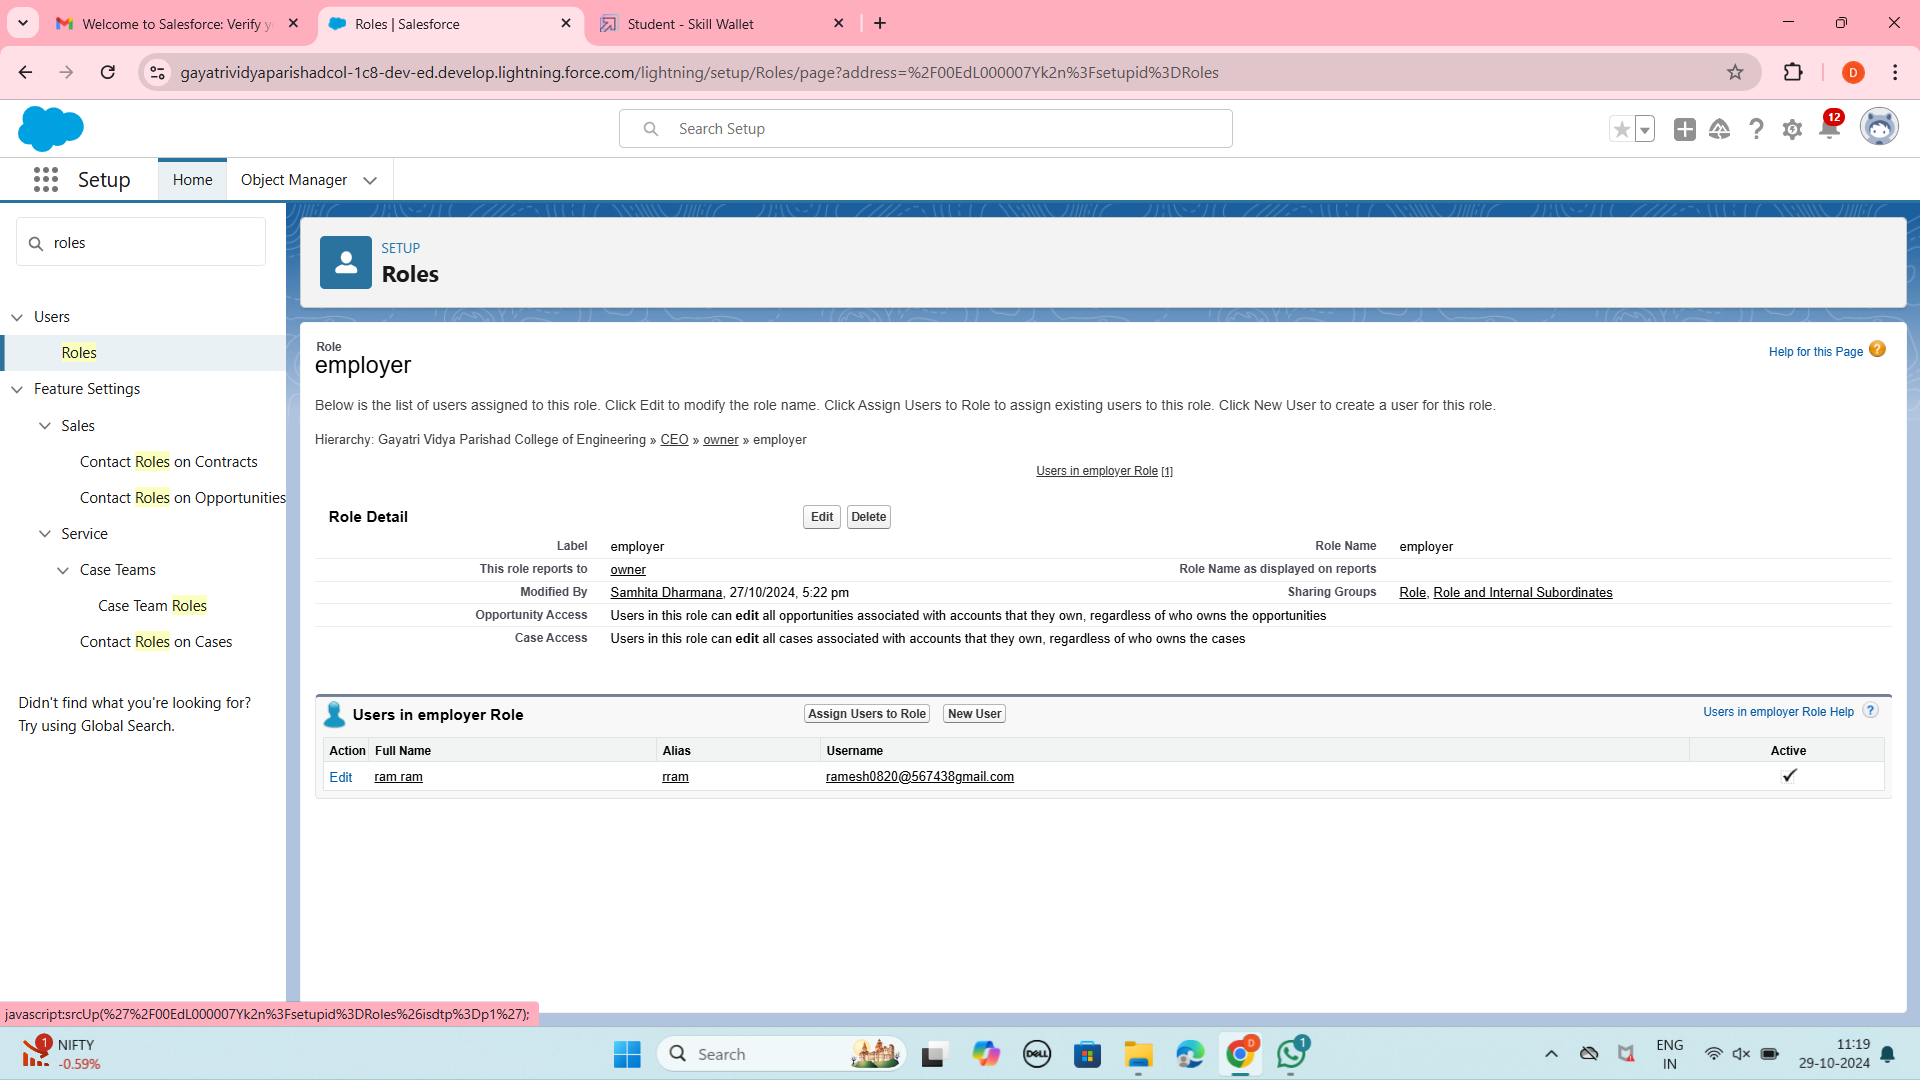 Welcome to Salesforce: Verify y
Roles | Salesforce
Student - Skill Wallet
gayatrividyaparishadcol-1c8-dev-ed.develop.lightning.force.com/lightning/setup/Roles/page?address=%2F00EdL000007Yk2n%3Fsetupid%3DRoles
D
Search Setup
12
Setup
Home
Object Manager
roles
Users
Roles
Feature Settings
Sales
Contact Roles on Contracts
Contact Roles on Opportunities
Service
Case Teams
Case Team Roles
Contact Roles on Cases
Didn't find what you're looking for?
Try using Global Search.
SETUP
Roles
Role
employer
Help for this Page
Below is the list of users assigned to this role. Click Edit to modify the role name. Click Assign Users to Role to assign existing users to this role. Click New User to create a user for this role.
Hierarchy: Gayatri Vidya Parishad College of Engineering » CEO » owner » employer
Users in employer Role [1]
Role Detail Edit Delete
Label employer Role Name employer
This role reports to owner Role Name as displayed on reports
Modified By Samhita Dharmana, 27/10/2024, 5:22 pm Sharing Groups Role, Role and Internal Subordinates
Opportunity Access Users in this role can edit all opportunities associated with accounts that they own, regardless of who owns the opportunities
Case Access Users in this role can edit all cases associated with accounts that they own, regardless of who owns the cases
Users in employer Role Assign Users to Role New User Users in employer Role Help ?
Action Full Name Alias Username Active
Edit ram ram rram ramesh0820@567438gmail.com
javascript:srcUp(%27%2F00EdL000007Yk2n%3Fsetupid%3DRoles%26isdtp%3Dp1%27);
1
NIFTY
-0.59%
Search
DELL
D
1
ENG
IN
11:19
29-10-2024